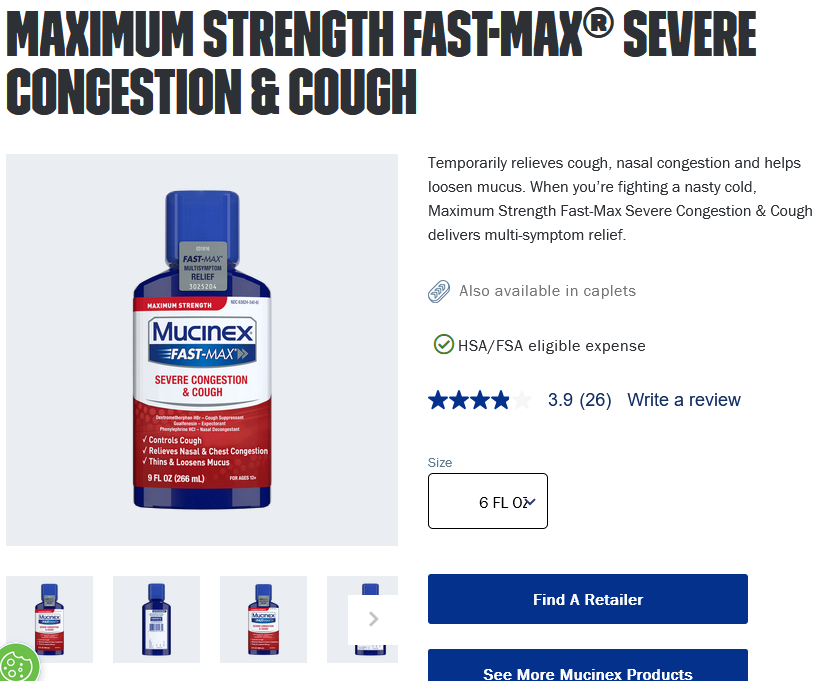 MAXIMUM STRENGTH FAST-MAX® SEVERE
CONGESTION & COUGH
FAST-MAX®
MULTISYMPTOM
RELIEF
3025204
MAXIMUM STRENGTH
Mucinex®
FAST-MAX®
SEVERE CONGESTION
& COUGH
Dextromethorphan HBr – Cough Suppressant
Guaifenesin – Expectorant
Phenylephrine HCl – Nasal Decongestant
✓ Controls Cough
✓ Relieves Nasal & Chest Congestion
✓ Thins & Loosens Mucus
9 FL OZ (266 mL)
FOR AGES 12+
Temporarily relieves cough, nasal congestion and helps
loosen mucus. When you’re fighting a nasty cold,
Maximum Strength Fast-Max Severe Congestion & Cough
delivers multi-symptom relief.
Also available in caplets
HSA/FSA eligible expense
3.9 (26) Write a review
Size
6 FL OZ
Find A Retailer
See More Mucinex Products